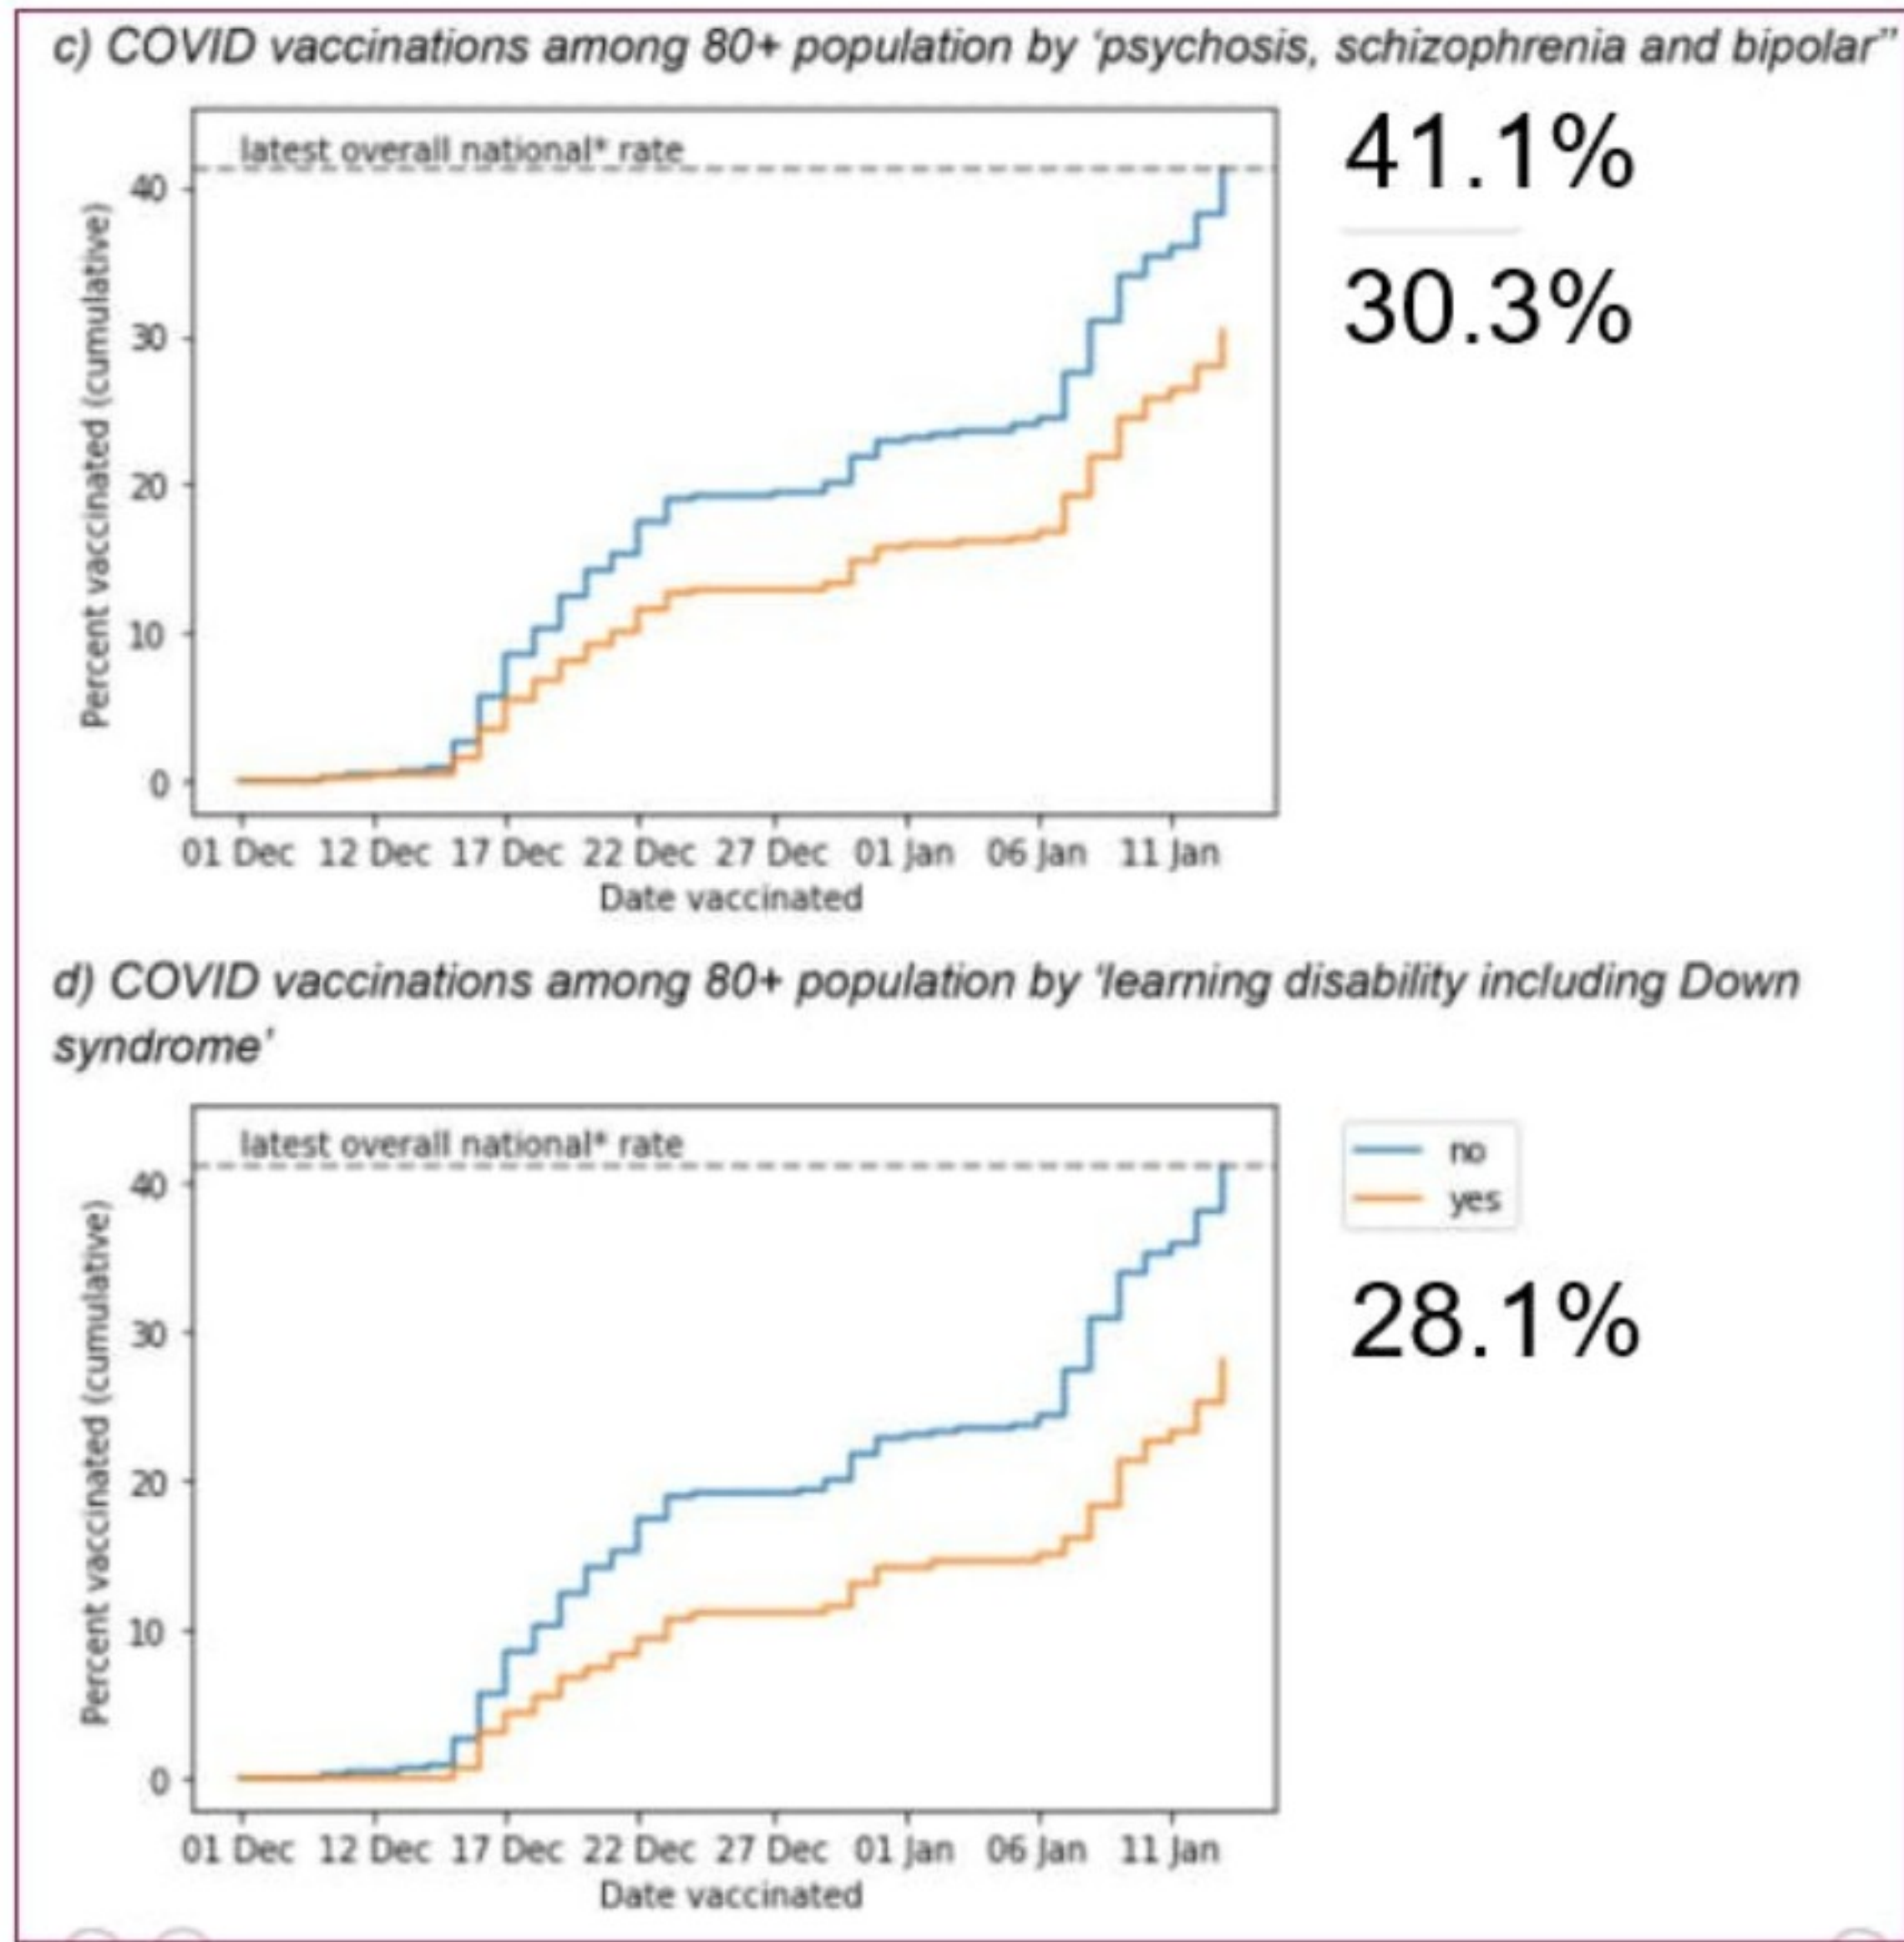 c) COVID vaccinations among 80+ population by ‘psychosis, schizophrenia and bipolar”
latest overall national* rate
41.1%
30.3%
40
30
20
10
0
Percent vaccinated (cumulative)
01 Dec 12 Dec 17 Dec 22 Dec 27 Dec 01 Jan 06 Jan 11 Jan
Date vaccinated
d) COVID vaccinations among 80+ population by ‘learning disability including Down
syndrome’
latest overall national* rate
no
yes
28.1%
40
30
20
10
0
Percent vaccinated (cumulative)
01 Dec 12 Dec 17 Dec 22 Dec 27 Dec 01 Jan 06 Jan 11 Jan
Date vaccinated